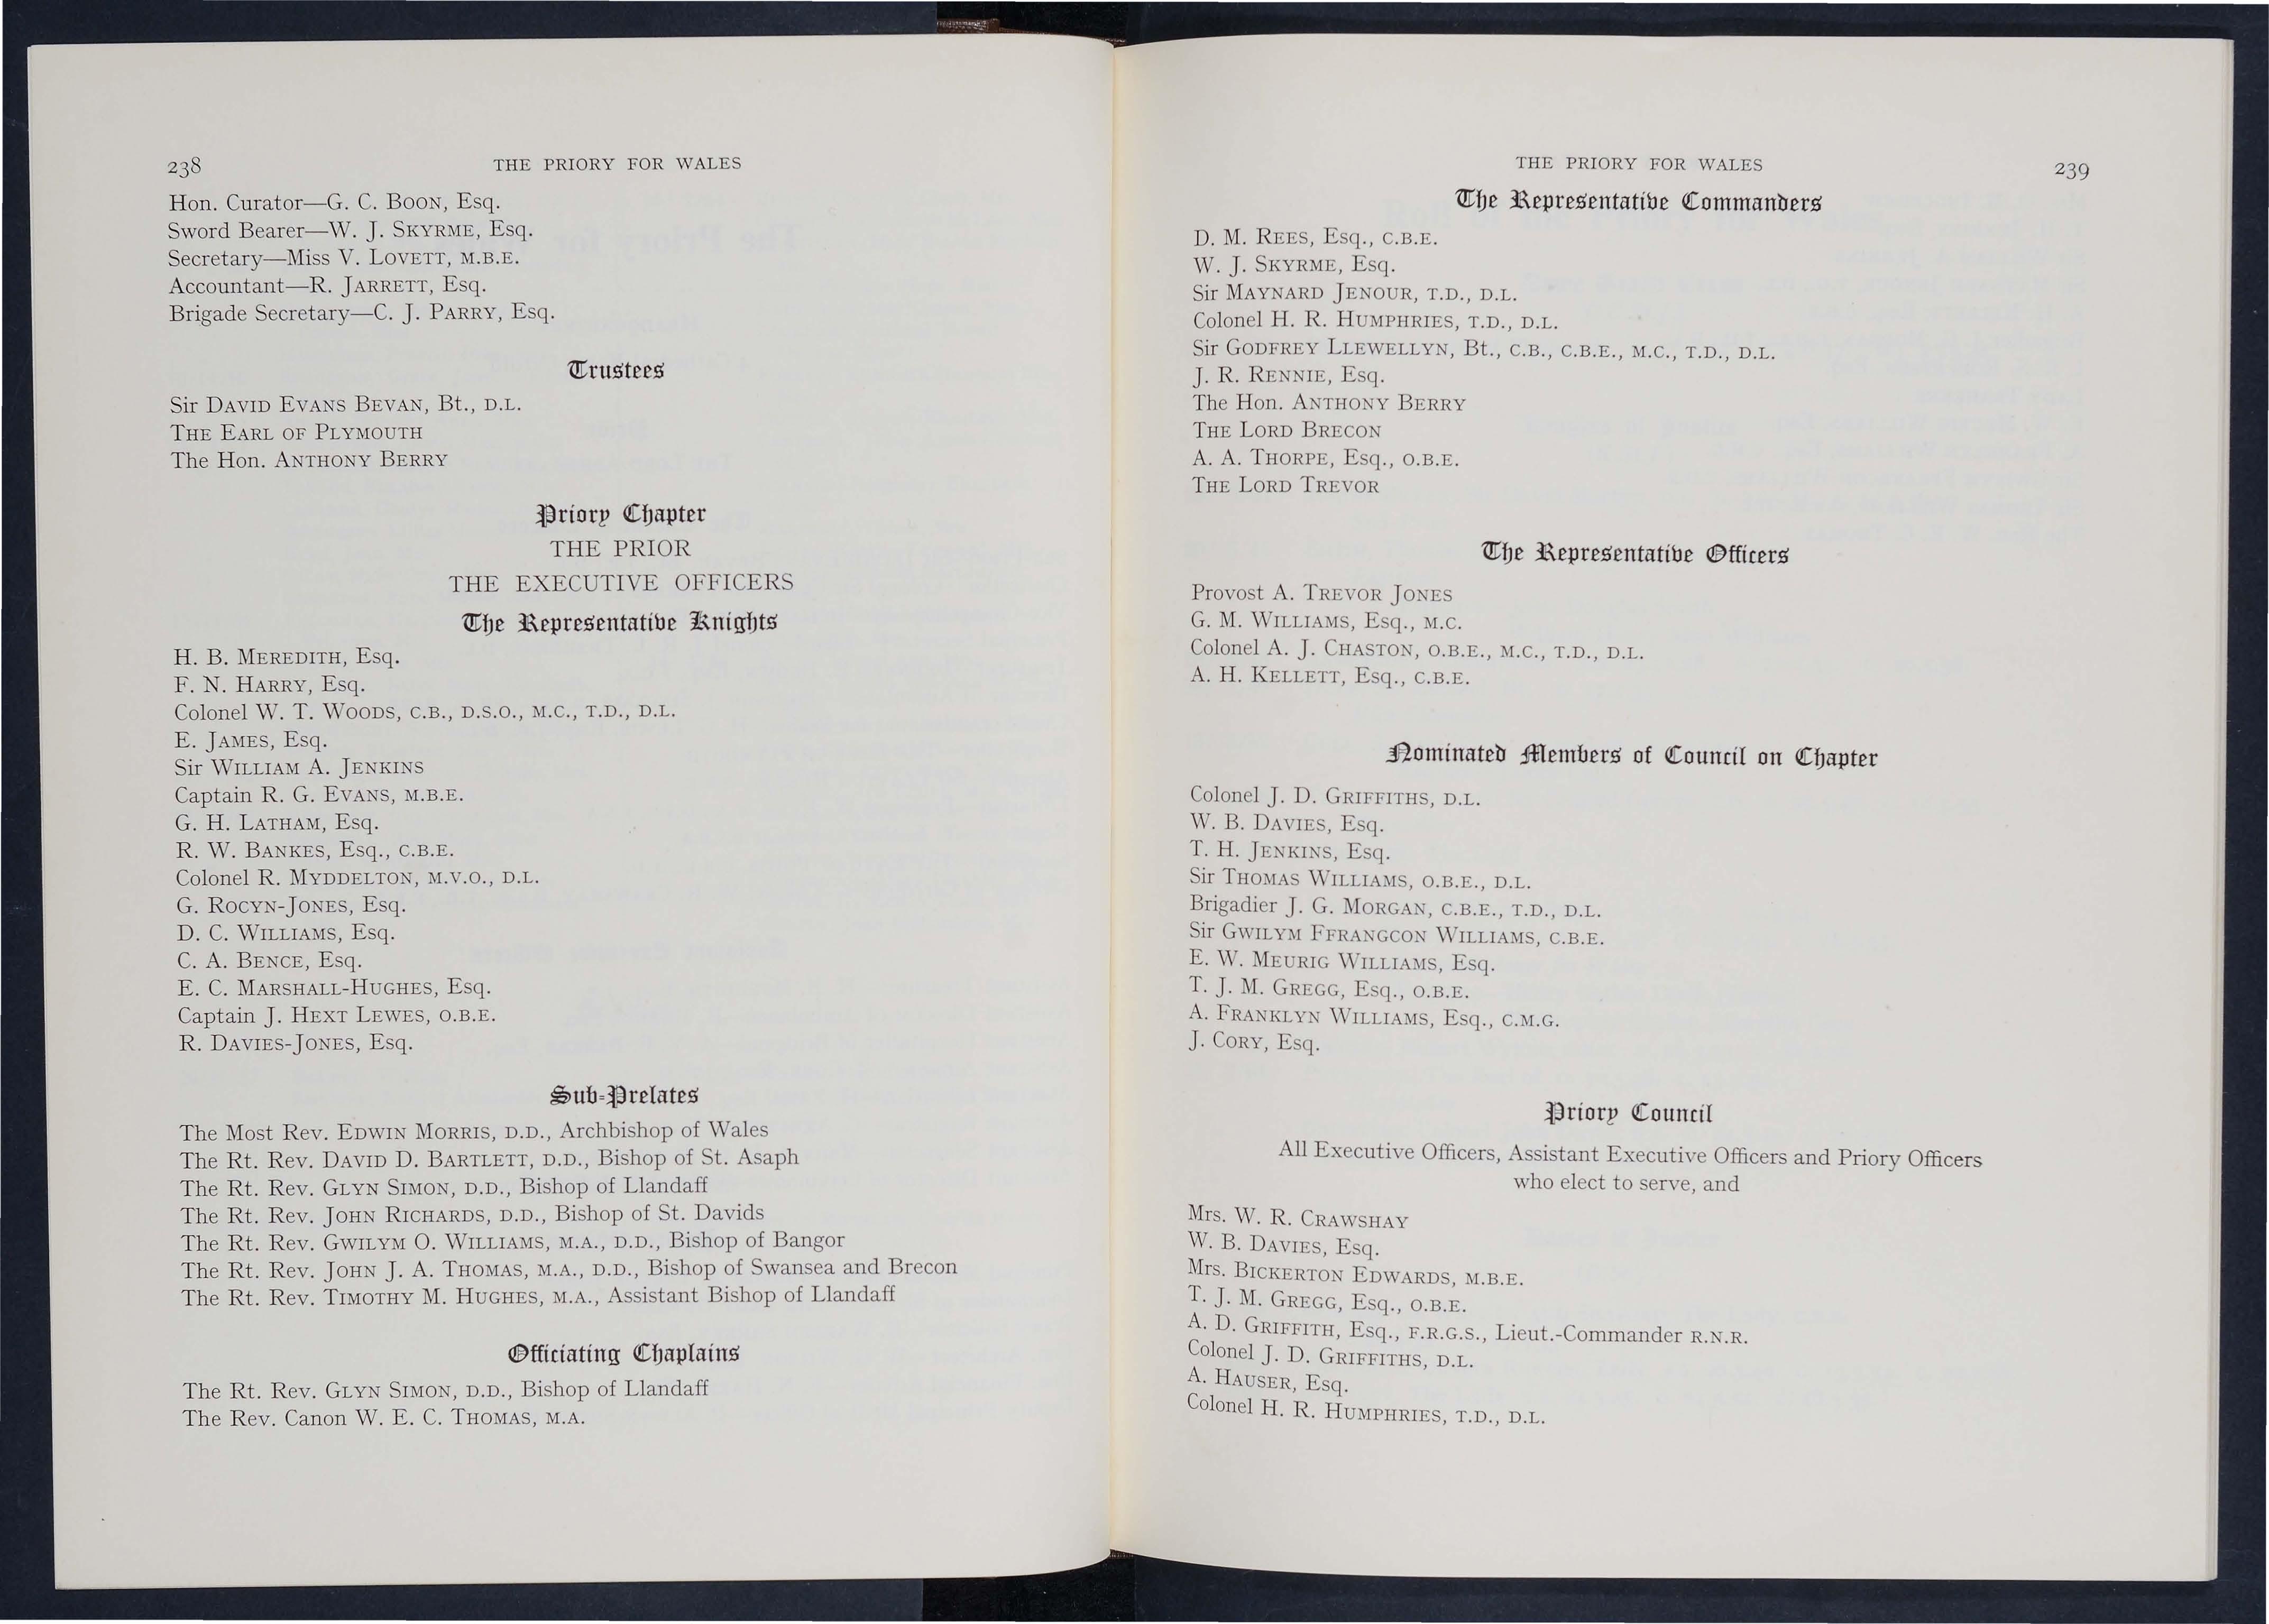 238
THE PRIORY FOR WALES
Hon. Curator—G. C. BOON, Esq.
Sword Bearer—W. J. SKYRME, Esq.
Secretary—Miss V. LOVETT, M.B.E.
Accountant—R. JARRETT, Esq.
Brigade Secretary—C. J. PARRY, Esq.
Trustees
Sir DAVID EVANS BEVAN, Bt., D.L.
THE EARL OF PLYMOUTH
The Hon. ANTHONY BERRY
Priory Chapter
THE PRIOR
THE EXECUTIVE OFFICERS
The Representative Knights
H. B. MEREDITH, Esq.
F. N. HARRY, Esq.
Colonel W. T. WOODS, C.B., D.S.O., M.C., T.D., D.L.
E. JAMES, Esq.
Sir WILLIAM A. JENKINS
Captain R. G. EVANS, M.B.E.
G. H. LATHAM, Esq.
R. W. BANKES, Esq., C.B.E.
Colonel R. MYDDELTON, M.V.O., D.L.
G. ROCYN-JONES, Esq.
D. C. WILLIAMS, Esq.
C. A. BENCE, Esq.
E. C. MARSHALL-HUGHES, Esq.
Captain J. HEXT LEWES, O.B.E.
R. DAVIES-JONES, Esq.
Sub-Prelates
The Most Rev. EDWIN MORRIS, D.D., Archbishop of Wales
The Rt. Rev. DAVID D. BARTLETT, D.D., Bishop of St. Asaph
The Rt. Rev. GLYN SIMON, D.D., Bishop of Llandaff
The Rt. Rev. JOHN RICHARDS, D.D., Bishop of St. Davids
The Rt. Rev. GWILYM O. WILLIAMS, M.A., D.D., Bishop of Bangor
The Rt. Rev. JOHN J. A. THOMAS, M.A., D.D., Bishop of Swansea and Brecon
The Rt. Rev. TIMOTHY M. HUGHES, M.A., Assistant Bishop of Llandaff
Officiating Chaplains
The Rt. Rev. GLYN SIMON, D.D., Bishop of Llandaff
The Rev. Canon W. E. C. THOMAS, M.A.
THE PRIORY FOR WALES
239
The Representative Commanders
D. M. REES, Esq., C.B.E.
W. J. SKYRME, Esq.
Sir MAYNARD JENOUR, T.D., D.L.
Colonel H. R. HUMPHRIES, T.D., D.L.
Sir GODFREY LLEWELLYN, Bt., C.B., C.B.E., M.C., T.D., D.L.
J. R. RENNIE, Esq.
The Hon. ANTHONY BERRY
THE LORD BRECON
A. A. THORPE, Esq., O.B.E.
THE LORD TREVOR
The Representative Officers
Provost A. TREVOR JONES
G. M. WILLIAMS, Esq., M.C.
Colonel A. J. CHASTON, O.B.E., M.C., T.D., D.L.
A. H. KELLETT, Esq., C.B.E.
Nominated Members of Council on Chapter
Colonel J. D. GRIFFITHS, D.L.
W. B. DAVIES, Esq.
T. H. JENKINS, Esq.
Sir THOMAS WILLIAMS, O.B.E., D.L.
Brigadier J. G. MORGAN, C.B.E., T.D., D.L.
Sir GWILYM FFRANGCON WILLIAMS, C.B.E.
E. W. MEURIG WILLIAMS, Esq.
T. J. M. GREGG, Esq., O.B.E.
A. FRANKLYN WILLIAMS, Esq., C.M.G.
J. CORY, Esq.
Priory Council
All Executive Officers, Assistant Executive Officers and Priory Officers
who elect to serve, and
Mrs. W. R. CRAWSHAY
W. B. DAVIES, Esq.
Mrs. BICKERTON EDWARDS, M.B.E.
T. J. M. GREGG, Esq., O.B.E.
A. D. GRIFFITH, Esq., F.R.G.S., Lieut.-Commander R.N.R.
Colonel J. D. GRIFFITHS, D.L.
A. HAUSER, Esq.
Colonel H. R. HUMPHRIES, T.D., D.L.